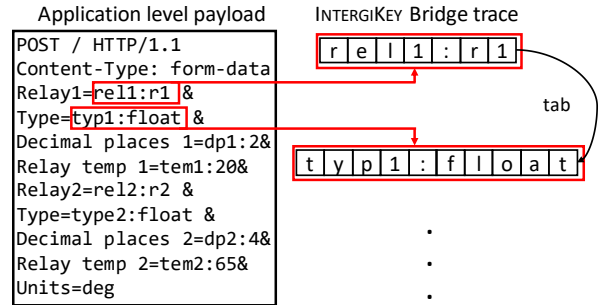 Application level payload
POST / HTTP/1.1
Content-Type: form-data
Relay1=rel1:r1 &
Type=typ1:float &
Decimal places 1=dp1:2&
Relay temp 1=tem1:20&
Relay2=rel2:r2 &
Type=type2:float &
Decimal places 2=dp2:4&
Relay temp 2=tem2:65&
Units=deg
INTERGIKEY Bridge trace
r e l 1 : r 1
tab
t y p 1 : f l o a t
.
.
.